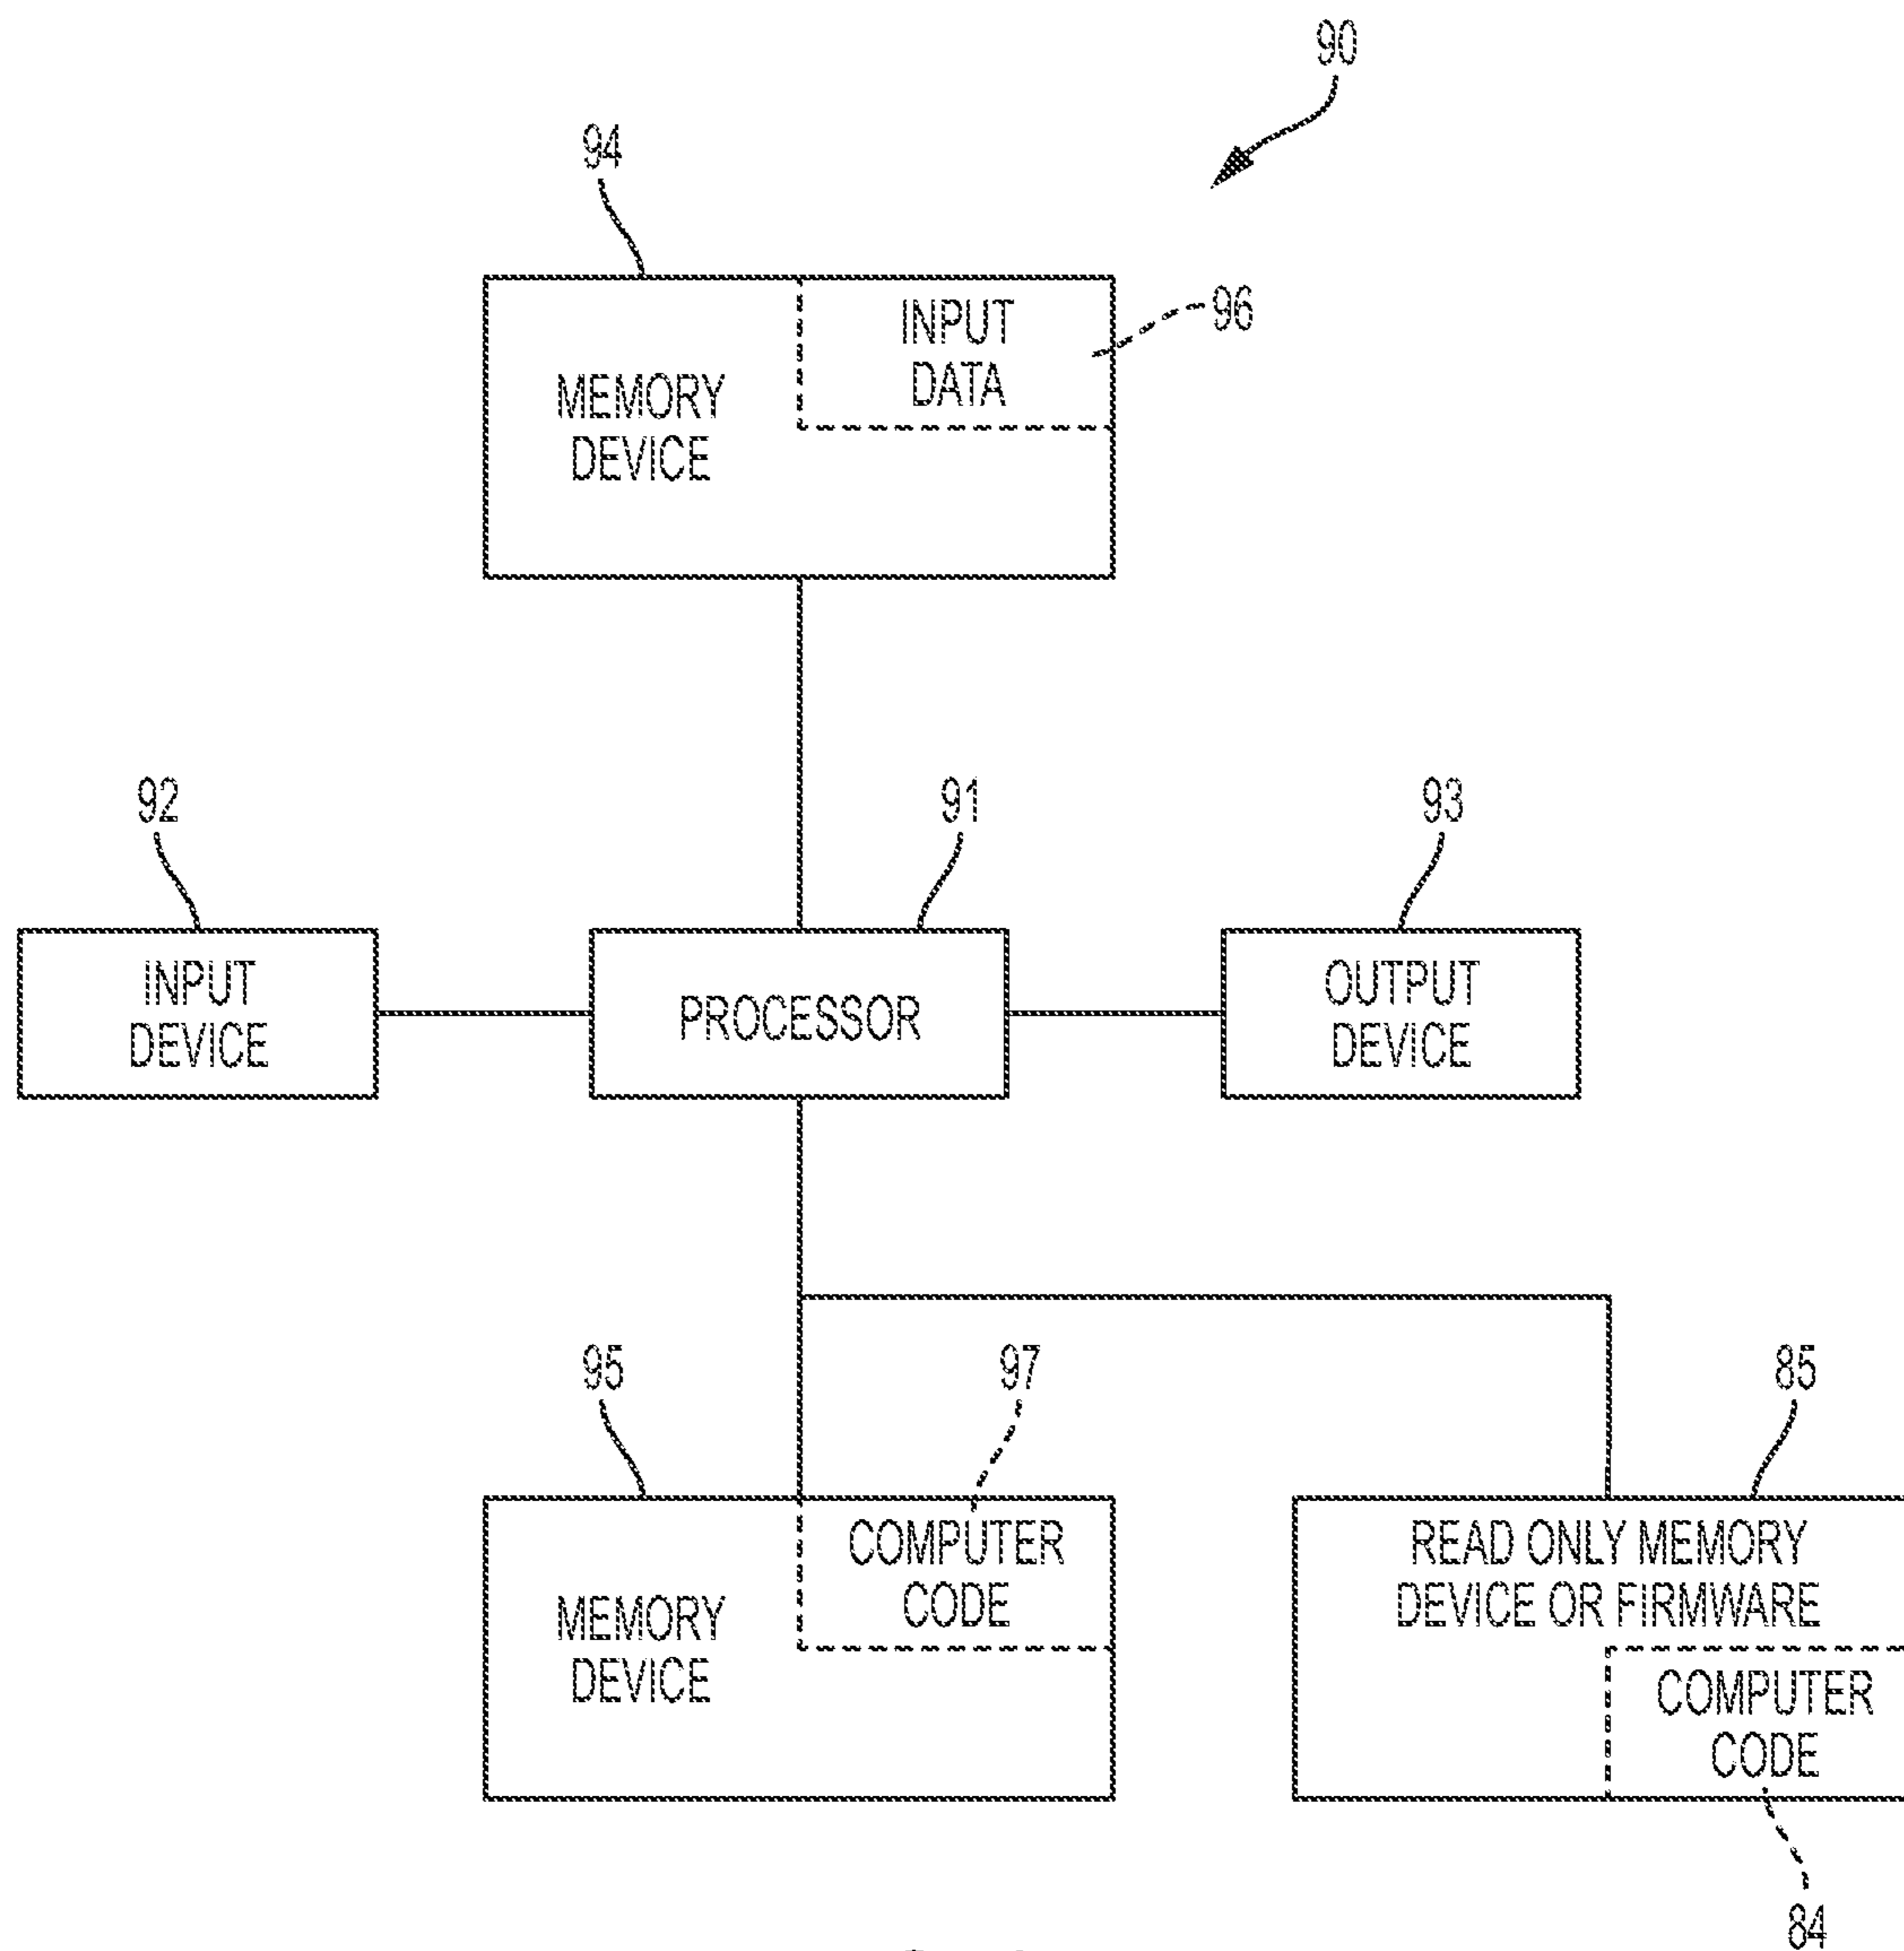 90
94
INPUT
DATA
96
MEMORY
DEVICE
92
91
93
INPUT
DEVICE
PROCESSOR
OUTPUT
DEVICE
95
97
85
COMPUTER
CODE
READ ONLY MEMORY
DEVICE OR FIRMWARE
MEMORY
DEVICE
COMPUTER
CODE
84